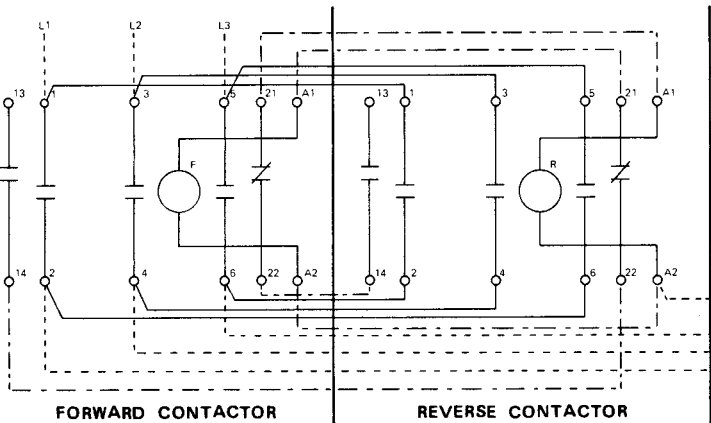 L1 L2 L3
13 1 3 5 21 A1 13 1 3 5 21 A1
F R
14 2 4 6 22 A2 14 2 4 6 22 A2
FORWARD CONTACTOR REVERSE CONTACTOR